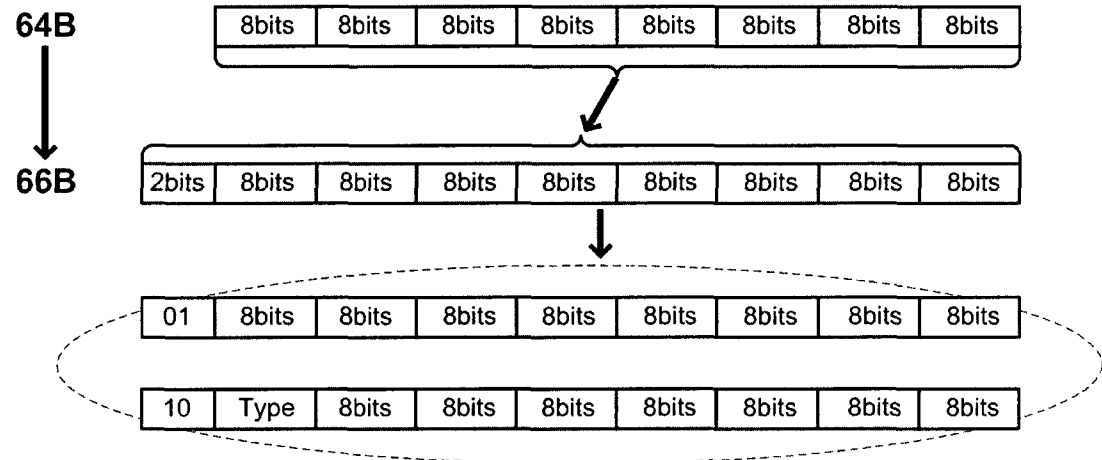 64B 8bits 8bits 8bits 8bits 8bits 8bits 8bits 8bits
66B 2bits 8bits 8bits 8bits 8bits 8bits 8bits 8bits 8bits
01 8bits 8bits 8bits 8bits 8bits 8bits 8bits 8bits
10 Type 8bits 8bits 8bits 8bits 8bits 8bits 8bits